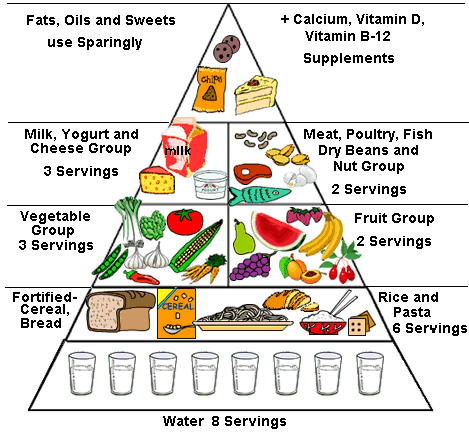 Fats, Oils and Sweets
use Sparingly
+ Calcium, Vitamin D,
Vitamin B-12
Supplements
chips
Milk, Yogurt and
Cheese Group
3 Servings
milk
YOGURT
Meat, Poultry, Fish
Dry Beans and
Nut Group
2 Servings
Vegetable
Group
3 Servings
Fruit Group
2 Servings
Fortified-
Cereal,
Bread
CEREAL
Rice and
Pasta
6 Servings
Water 8 Servings